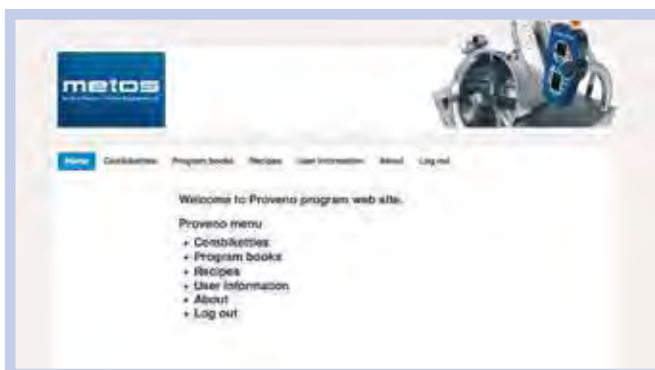 metos
Home Combikettles Program books Recipes User information About Log out
Welcome to Proveno program web site.
Proveno menu
+ Combikettles
+ Program books
+ Recipes
+ User information
+ About
+ Log out